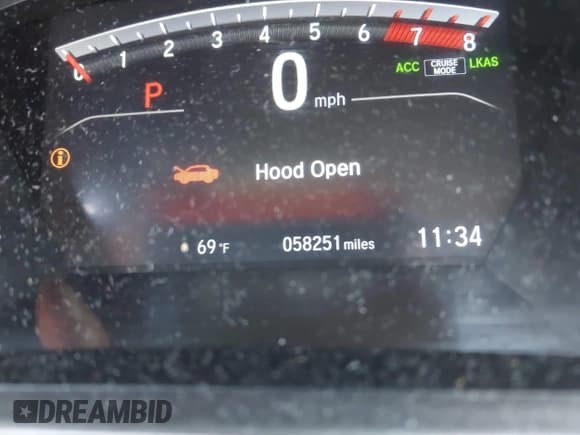 0 1 2 3 4 5 6 7 8
P 0 mph ACC CRUISE MODE LKAS
i
Hood Open
69°F 058251 miles 11:34
DREAMBID